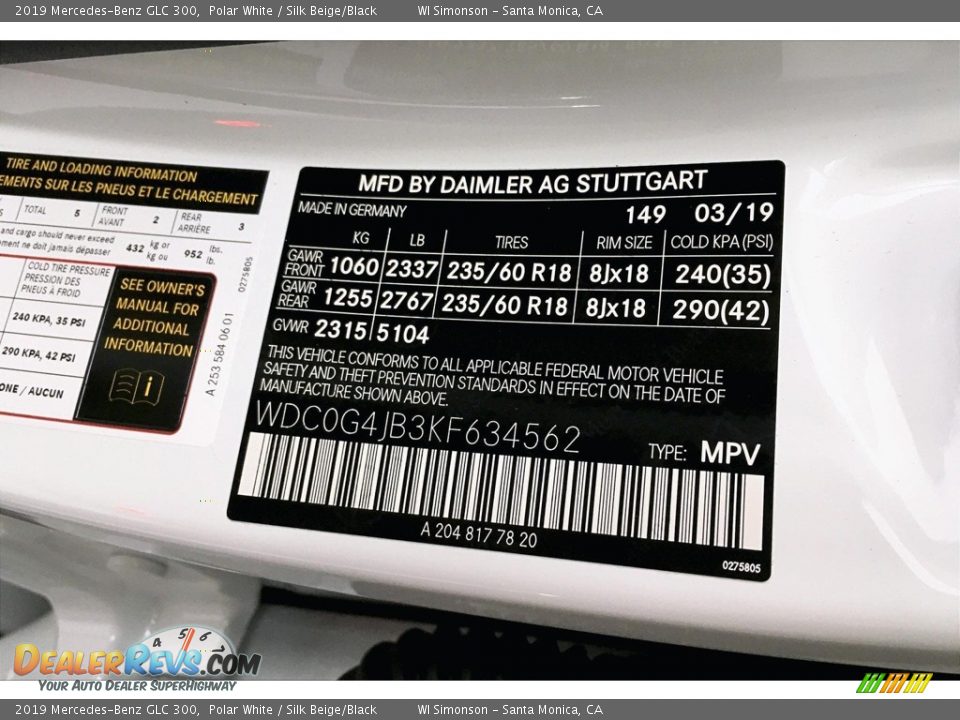 2019 Mercedes-Benz GLC 300, Polar White / Silk Beige/Black WI Simonson - Santa Monica, CA
TIRE AND LOADING INFORMATION
EMENTS SUR LES PNEUS ET LE CHARGEMENT
TOTAL 5 FRONT AVANT 2 REAR ARRIÈRE 3
and cargo should never exceed 432 kg or 952 lbs.
ment ne doit jamais dépasser kg ou lb.
COLD TIRE PRESSURE
PRESSION DES
PNEUS À FROID
240 KPA, 35 PSI
290 KPA, 42 PSI
ONE / AUCUN
SEE OWNER'S
MANUAL FOR
ADDITIONAL
INFORMATION
0275805
A 253 584 06 01
MFD BY DAIMLER AG STUTTGART
MADE IN GERMANY 149 03/19
KG LB TIRES RIM SIZE COLD KPA (PSI)
GAWR FRONT 1060 2337 235/60 R18 8Jx18 240(35)
GAWR REAR 1255 2767 235/60 R18 8Jx18 290(42)
GVWR 2315 5104
THIS VEHICLE CONFORMS TO ALL APPLICABLE FEDERAL MOTOR VEHICLE
SAFETY AND THEFT PREVENTION STANDARDS IN EFFECT ON THE DATE OF
MANUFACTURE SHOWN ABOVE.
WDC0G4JB3KF634562
TYPE: MPV
A 204 817 78 20
0275805
4 5 6
DEALERREVS.COM
YOUR AUTO DEALER SUPERHIGHWAY
2019 Mercedes-Benz GLC 300, Polar White / Silk Beige/Black WI Simonson - Santa Monica, CA